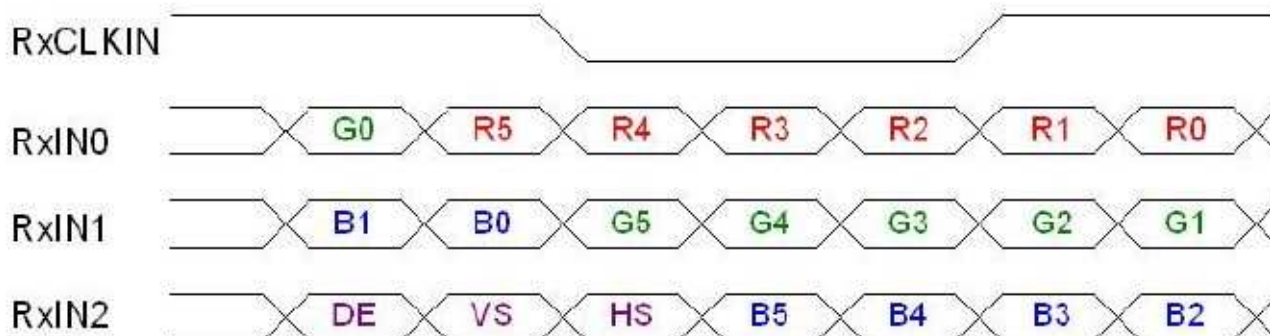 RxCLKIN
RxIN0 G0 R5 R4 R3 R2 R1 R0
RxIN1 B1 B0 G5 G4 G3 G2 G1
RxIN2 DE VS HS B5 B4 B3 B2